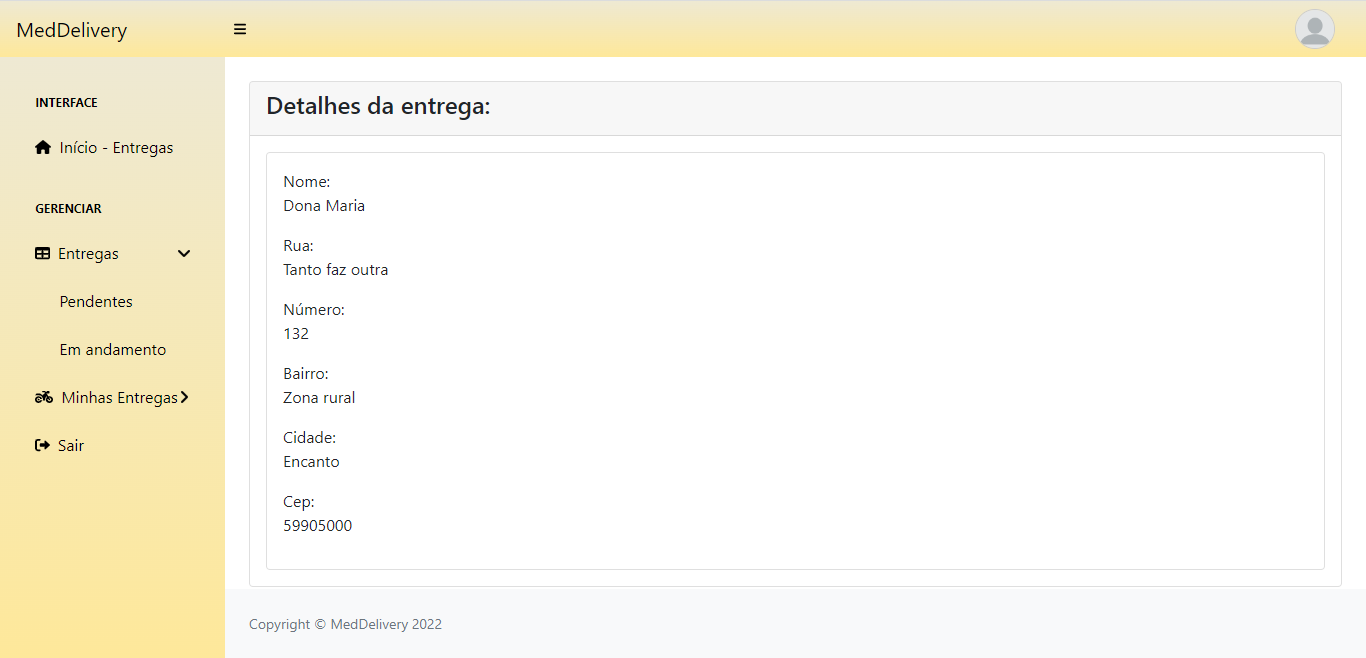 MedDelivery
INTERFACE
Início - Entregas
GERENCIAR
Entregas
Pendentes
Em andamento
Minhas Entregas
Sair
Detalhes da entrega:
Nome:
Dona Maria
Rua:
Tanto faz outra
Número:
132
Bairro:
Zona rural
Cidade:
Encanto
Cep:
59905000
Copyright © MedDelivery 2022